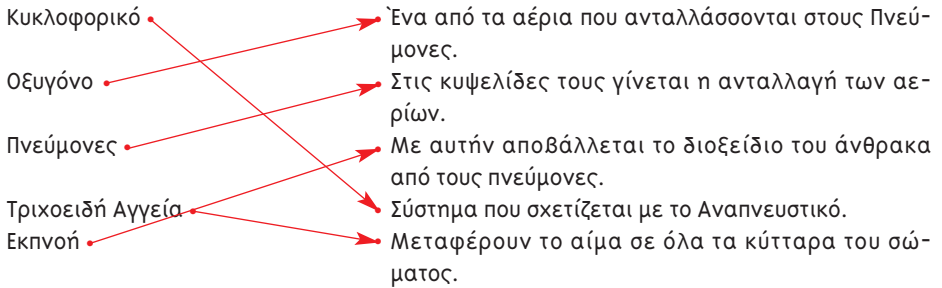 Κυκλοφορικό
Ένα από τα αέρια που ανταλλάσσονται στους Πνεύ-
μονες.
Οξυγόνο
Στις κυψελίδες τους γίνεται η ανταλλαγή των αε-
ρίων.
Πνεύμονες
Με αυτήν αποβάλλεται το διοξείδιο του άνθρακα
από τους πνεύμονες.
Τριχοειδή Αγγεία
Σύστημα που σχετίζεται με το Αναπνευστικό.
Εκπνοή
Μεταφέρουν το αίμα σε όλα τα κύτταρα του σώ-
ματος.